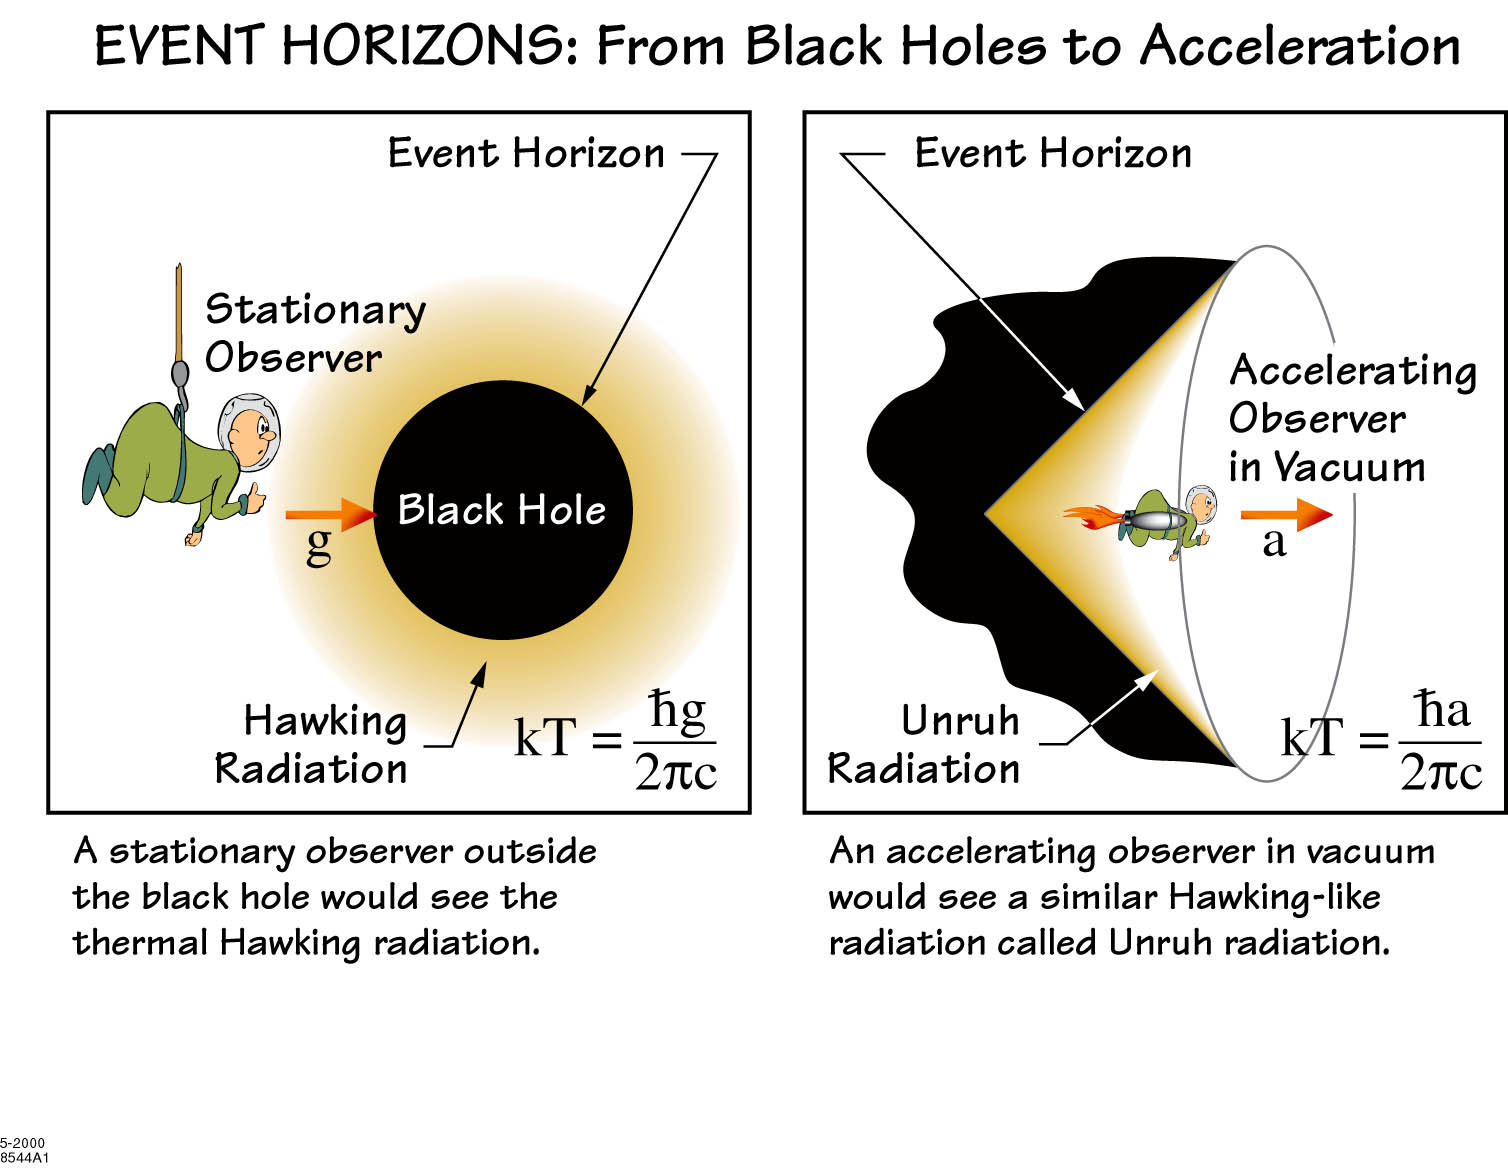 EVENT HORIZONS: From Black Holes to Acceleration
Event Horizon
Stationary
Observer
Black Hole
g
Hawking
Radiation
kT = ħg
2πc
A stationary observer outside
the black hole would see the
thermal Hawking radiation.
Event Horizon
Accelerating
Observer
in Vacuum
a
Unruh
Radiation
kT = ħa
2πc
An accelerating observer in vacuum
would see a similar Hawking-like
radiation called Unruh radiation.
5-2000
8544A1